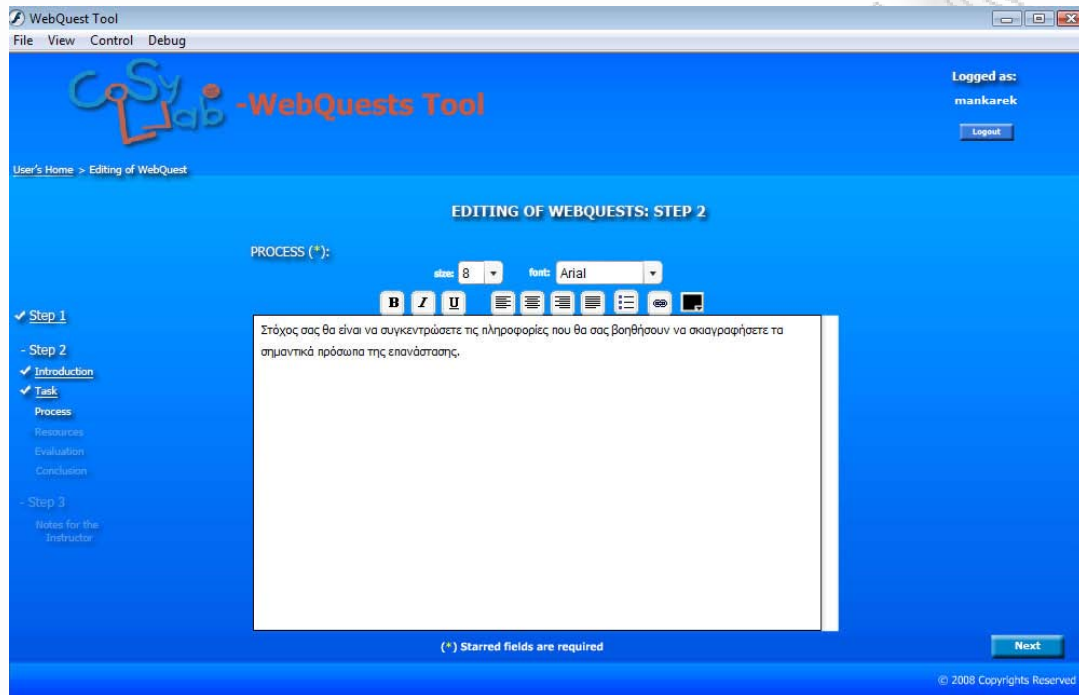 WebQuest Tool
File View Control Debug
CoSy Lab -WebQuests Tool
Logged as:
mankarek
Logout
User's Home > Editing of WebQuest
EDITING OF WEBQUESTS: STEP 2
PROCESS (*):
size: 8 font: Arial
B I U
Step 1
- Step 2
Introduction
Task
Process
Resources
Evaluation
Conclusion
- Step 3
Notes for the
Instructor
Στόχος σας θα είναι να συγκεντρώσετε τις πληροφορίες που θα σας βοηθήσουν να σκιαγραφήσετε τα
σημαντικά πρόσωπα της επανάστασης.
(*) Starred fields are required
Next
© 2008 Copyrights Reserved